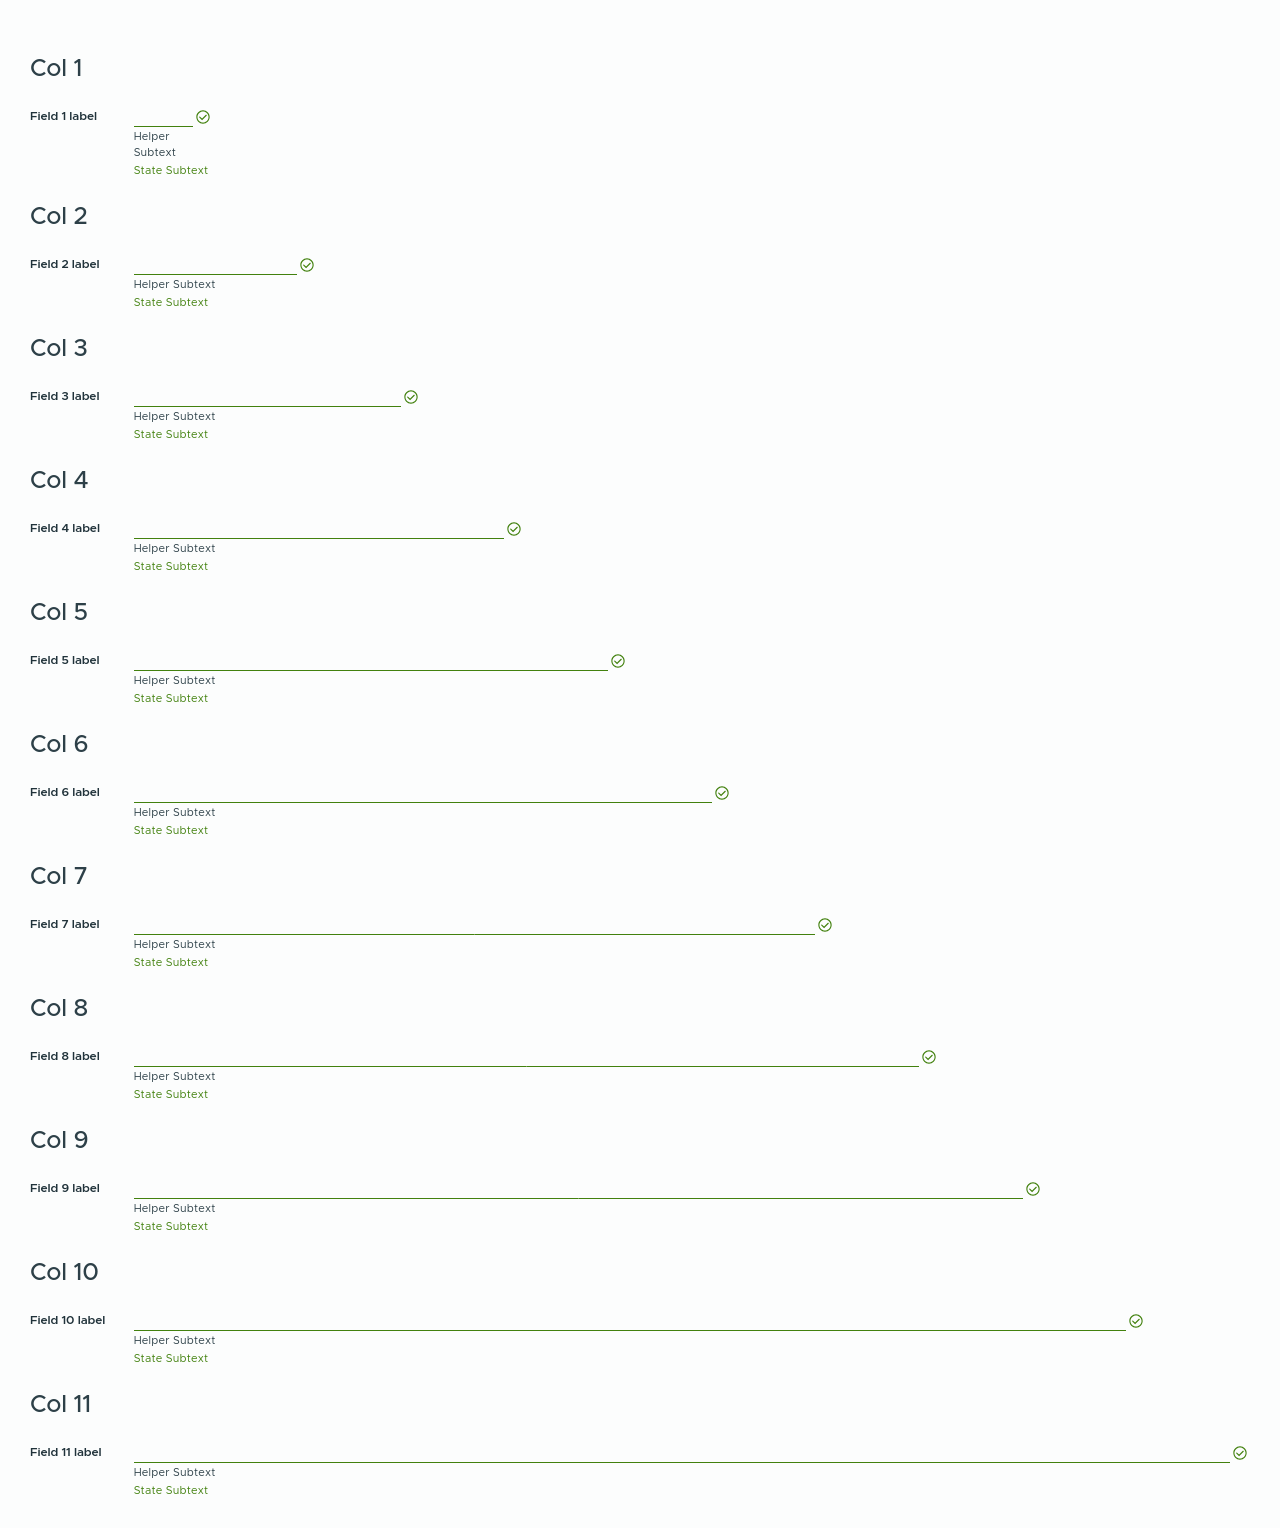 Col 1
Field 1 label
Helper
Subtext
State Subtext
Col 2
Field 2 label
Helper Subtext
State Subtext
Col 3
Field 3 label
Helper Subtext
State Subtext
Col 4
Field 4 label
Helper Subtext
State Subtext
Col 5
Field 5 label
Helper Subtext
State Subtext
Col 6
Field 6 label
Helper Subtext
State Subtext
Col 7
Field 7 label
Helper Subtext
State Subtext
Col 8
Field 8 label
Helper Subtext
State Subtext
Col 9
Field 9 label
Helper Subtext
State Subtext
Col 10
Field 10 label
Helper Subtext
State Subtext
Col 11
Field 11 label
Helper Subtext
State Subtext